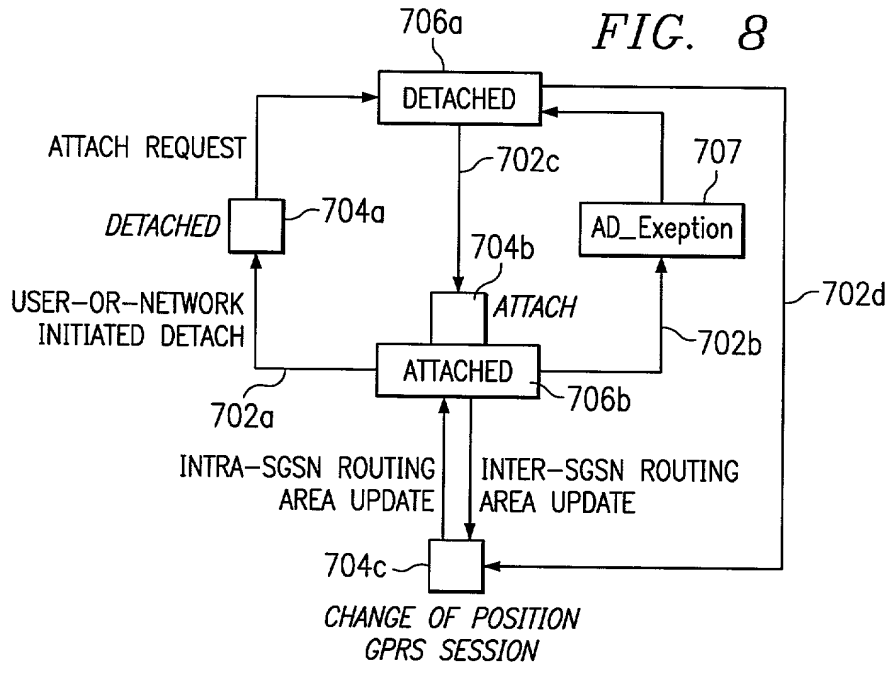 706a
FIG. 8
DETACHED
ATTACH REQUEST
702c
707
DETACHED
704a
704b
AD_Exeption
ATTACH
USER-OR-NETWORK
INITIATED DETACH
702d
702b
ATTACHED
702a
706b
INTRA-SGSN ROUTING
AREA UPDATE
INTER-SGSN ROUTING
AREA UPDATE
704c
CHANGE OF POSITION
GPRS SESSION